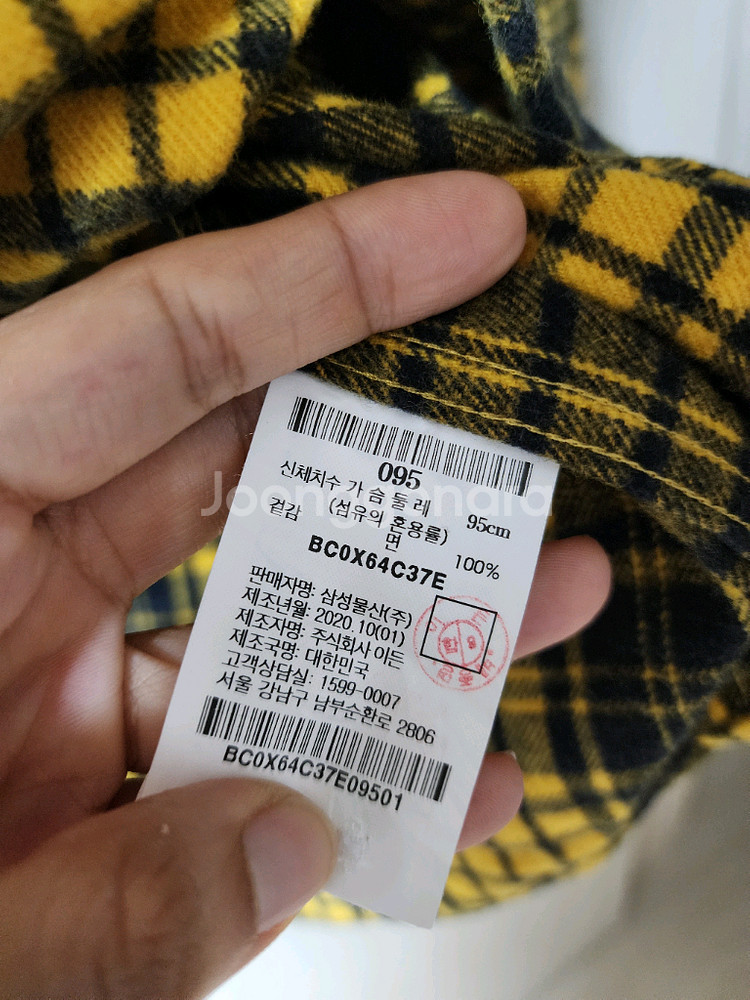 095
신체치수 가 슴 둘 레 95cm
(섬유의 혼용률)
겉감 면 100%
BC0X64C37E
판매자명: 삼성물산(주)
제조년월: 2020.10(01)
제조자명: 주식회사 이든
제조국명: 대한민국
고객상담실: 1599-0007
서울 강남구 남부순환로 2806
BC0X64C37E09501
Joonggonara